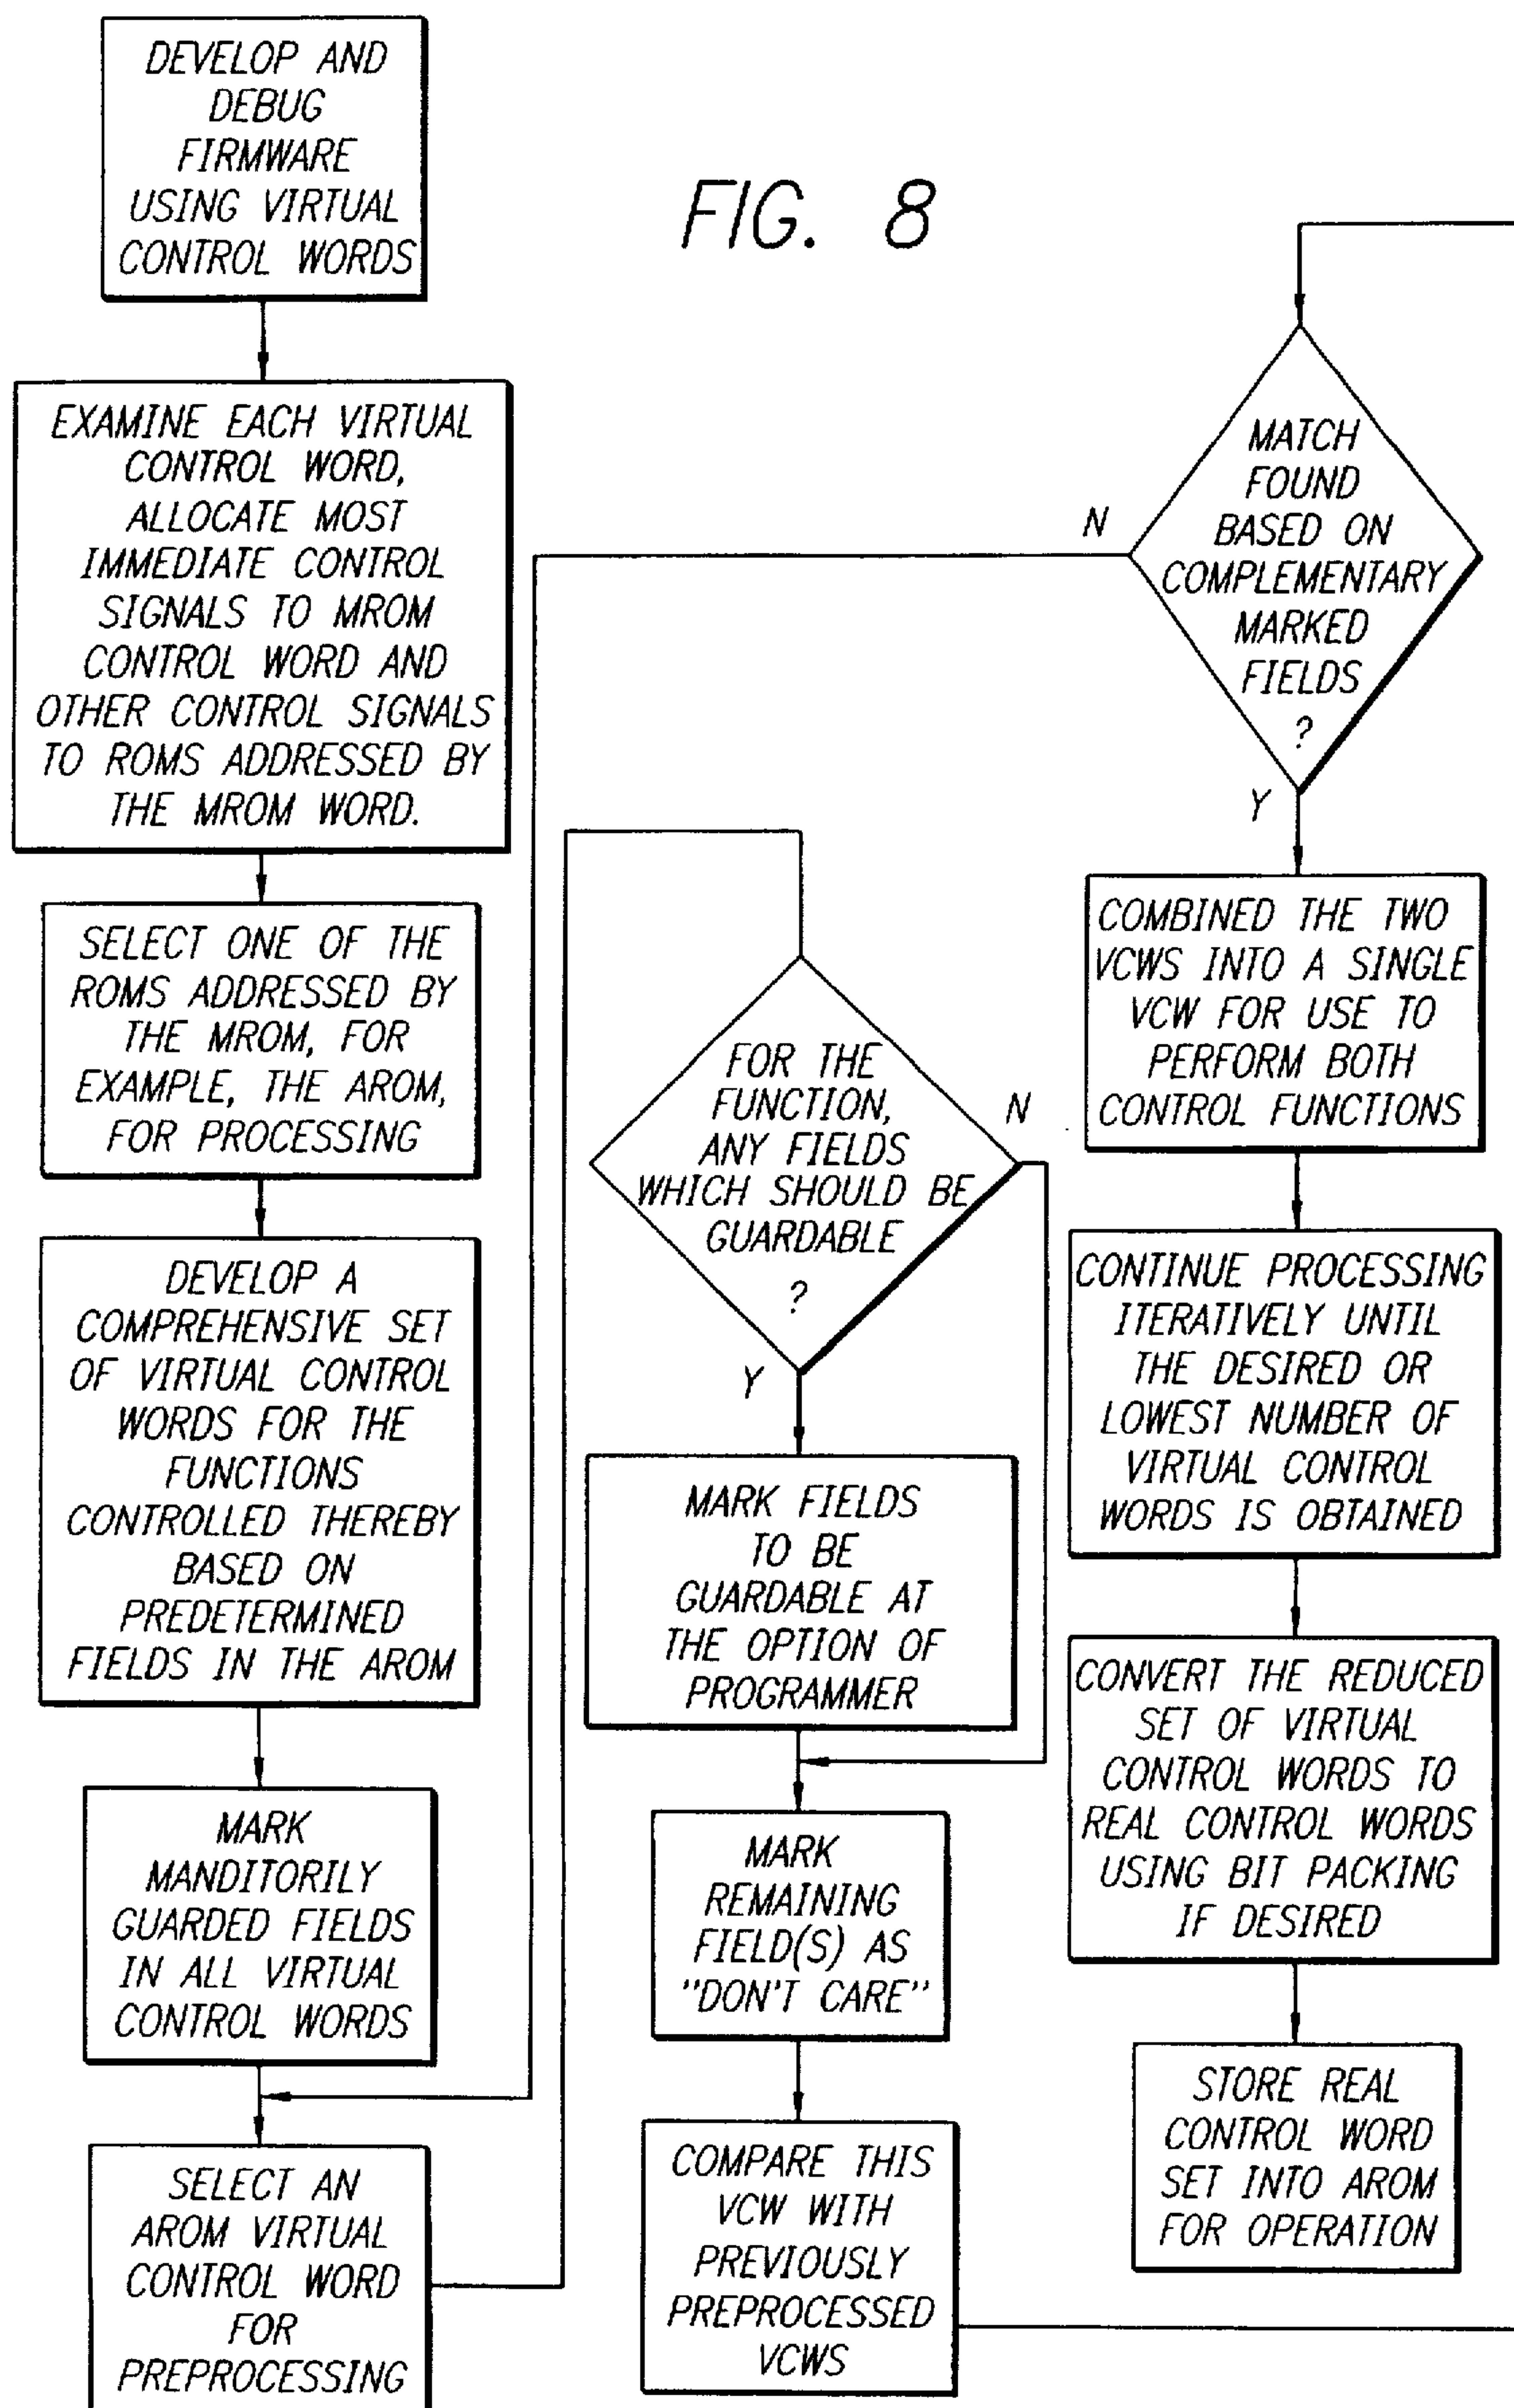 DEVELOP AND
DEBUG
FIRMWARE
USING VIRTUAL
CONTROL WORDS
EXAMINE EACH VIRTUAL
CONTROL WORD,
ALLOCATE MOST
IMMEDIATE CONTROL
SIGNALS TO MROM
CONTROL WORD AND
OTHER CONTROL SIGNALS
TO ROMS ADDRESSED BY
THE MROM WORD.
SELECT ONE OF THE
ROMS ADDRESSED BY
THE MROM, FOR
EXAMPLE, THE AROM,
FOR PROCESSING
DEVELOP A
COMPREHENSIVE SET
OF VIRTUAL CONTROL
WORDS FOR THE
FUNCTIONS
CONTROLLED THEREBY
BASED ON
PREDETERMINED
FIELDS IN THE AROM
MARK
MANDITORILY
GUARDED FIELDS
IN ALL VIRTUAL
CONTROL WORDS
SELECT AN
AROM VIRTUAL
CONTROL WORD
FOR
PREPROCESSING
FIG. 8
FOR THE
FUNCTION,
ANY FIELDS
WHICH SHOULD BE
GUARDABLE
?
N
Y
MARK FIELDS
TO BE
GUARDABLE AT
THE OPTION OF
PROGRAMMER
MARK
REMAINING
FIELD(S) AS
"DON'T CARE"
COMPARE THIS
VCW WITH
PREVIOUSLY
PREPROCESSED
VCWS
MATCH
FOUND
BASED ON
COMPLEMENTARY
MARKED
FIELDS
?
N
Y
COMBINED THE TWO
VCWS INTO A SINGLE
VCW FOR USE TO
PERFORM BOTH
CONTROL FUNCTIONS
CONTINUE PROCESSING
ITERATIVELY UNTIL
THE DESIRED OR
LOWEST NUMBER OF
VIRTUAL CONTROL
WORDS IS OBTAINED
CONVERT THE REDUCED
SET OF VIRTUAL
CONTROL WORDS TO
REAL CONTROL WORDS
USING BIT PACKING
IF DESIRED
STORE REAL
CONTROL WORD
SET INTO AROM
FOR OPERATION